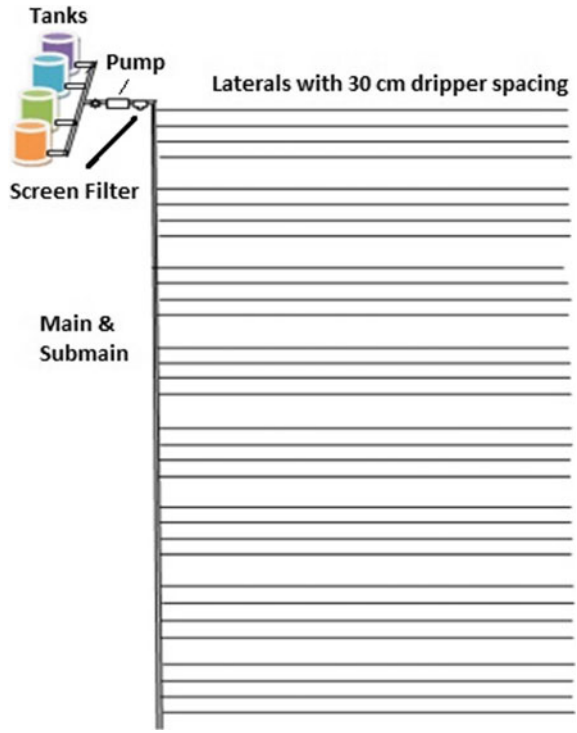 Tanks
Pump
Laterals with 30 cm dripper spacing
Screen Filter
Main &
Submain